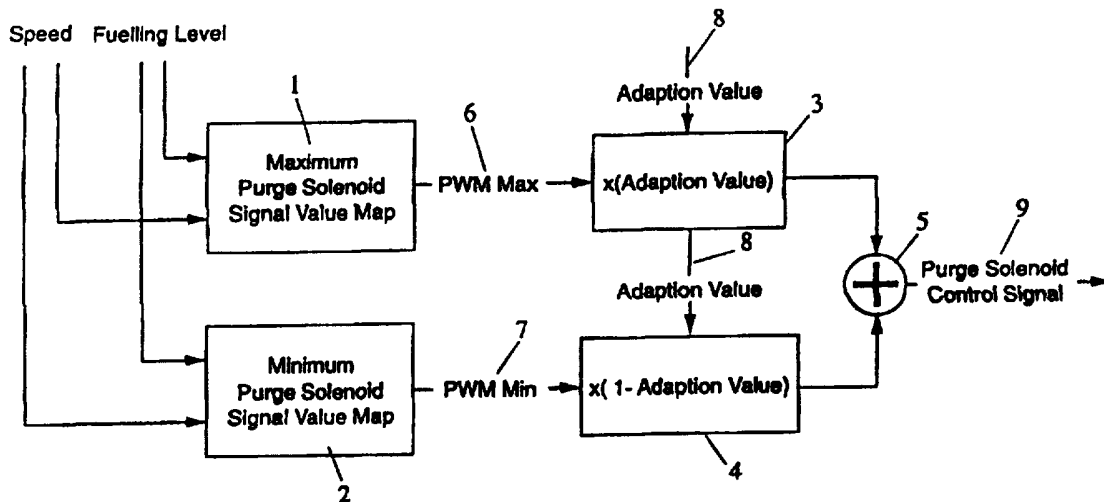 Speed Fuelling Level
8
Adaption Value
1
6
3
Maximum
Purge Solenoid
Signal Value Map
PWM Max
x(Adaption Value)
8
5
9
Adaption Value
Purge Solenoid
Control Signal
7
Minimum
Purge Solenoid
Signal Value Map
PWM Min
x( 1- Adaption Value)
2
4